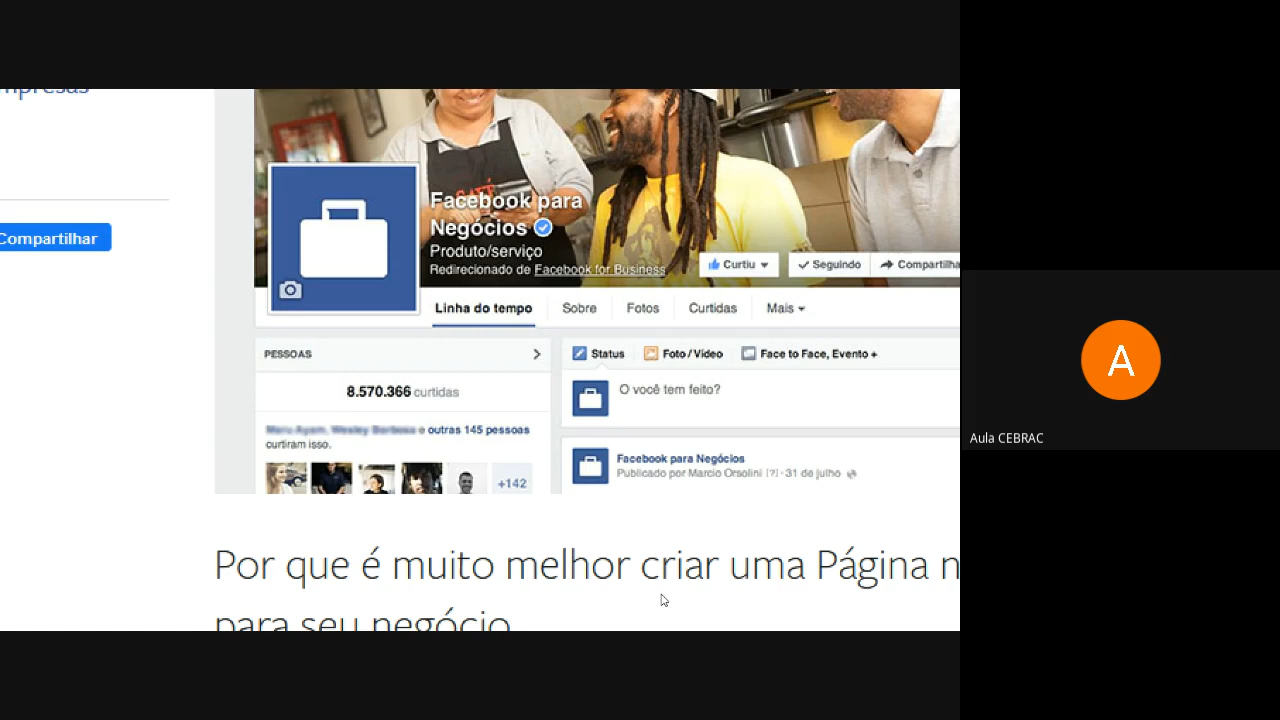 Facebook para
Negócios
Produto/serviço
Redirecionado de Facebook for Business
Curtiu
Seguindo
Compartilha
Compartilhar
Linha do tempo
Sobre
Fotos
Curtidas
Mais
PESSOAS
8.570.366 curtidas
e outras 145 pessoas
curtiram isso.
+142
Status
Foto / Vídeo
Face to Face, Evento +
O você tem feito?
Facebook para Negócios
Publicado por Marcio Orsolini [?] · 31 de julho
Por que é muito melhor criar uma Página n
para seu negócio
A
Aula CEBRAC